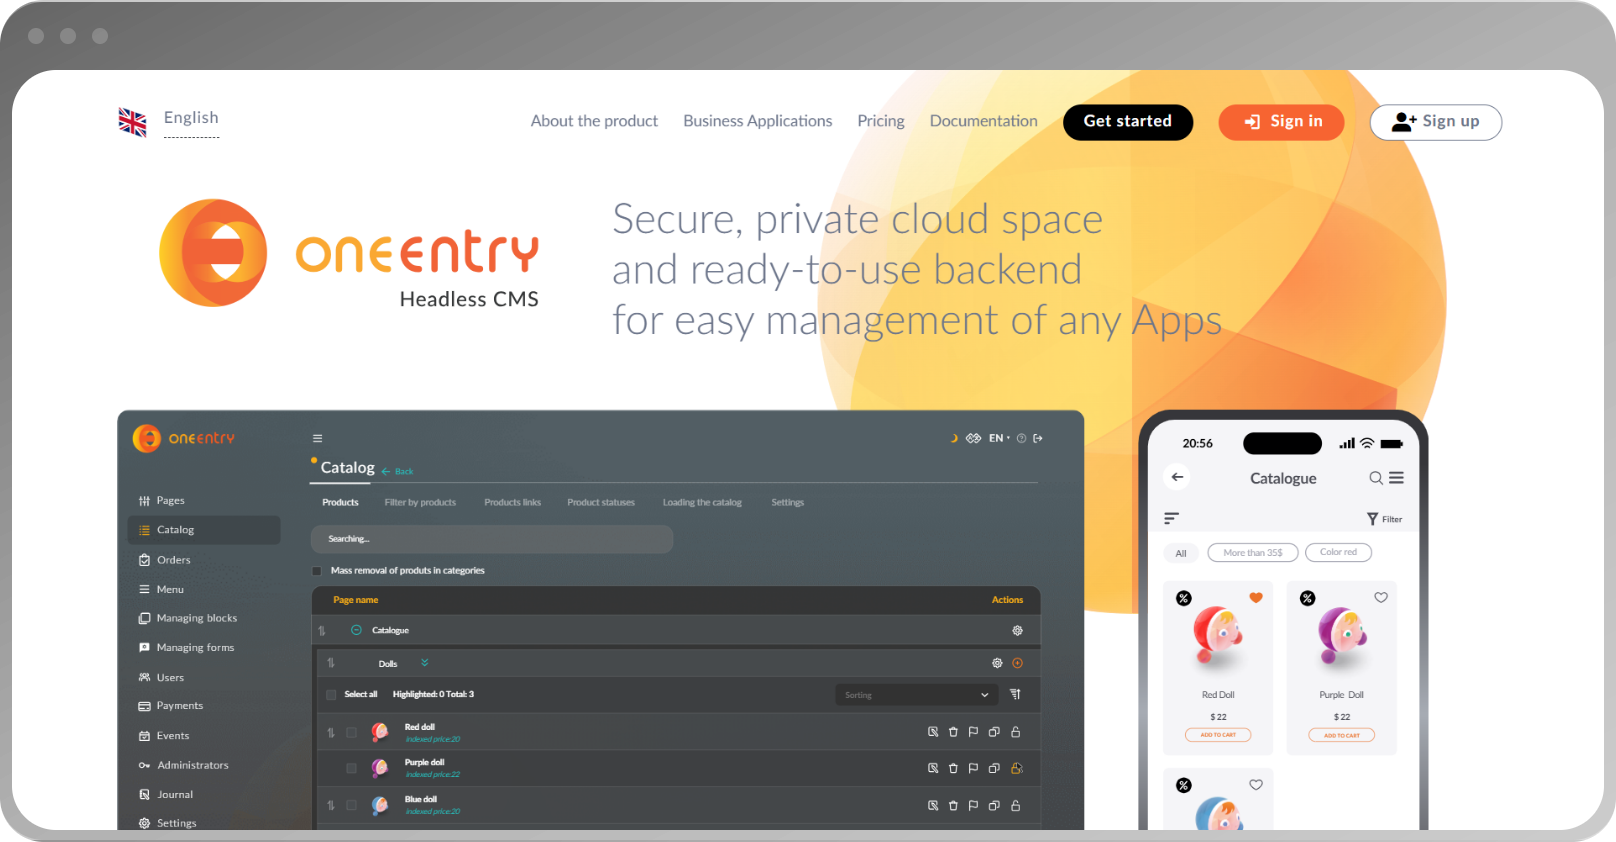 English
About the product
Business Applications
Pricing
Documentation
Get started
Sign in
Sign up
oneentry
Headless CMS
Secure, private cloud space
and ready-to-use backend
for easy management of any Apps
oneentry
EN
Catalog
Back
Pages
Catalog
Orders
Menu
Managing blocks
Managing forms
Users
Payments
Events
Administrators
Journal
Settings
Products
Filter by products
Products links
Product statuses
Loading the catalog
Settings
Searching...
Mass removal of produts in categories
Page name
Actions
Catalogue
Dolls
Select all
Highlighted: 0 Total: 3
Sorting
Red doll
indexed price:20
Purple doll
indexed price:22
Blue doll
indexed price:20
20:56
Catalogue
Filter
All
More than 35$
Color red
%
%
Red Doll
Purple Doll
$ 22
$ 22
ADD TO CART
ADD TO CART
%